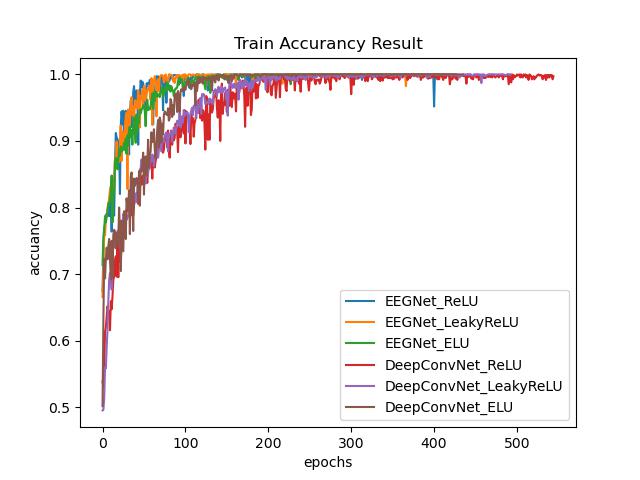 Train Accurancy Result
1.0
0.9
0.8
0.7
0.6
0.5
accuancy
EEGNet_ReLU
EEGNet_LeakyReLU
EEGNet_ELU
DeepConvNet_ReLU
DeepConvNet_LeakyReLU
DeepConvNet_ELU
0 100 200 300 400 500
epochs